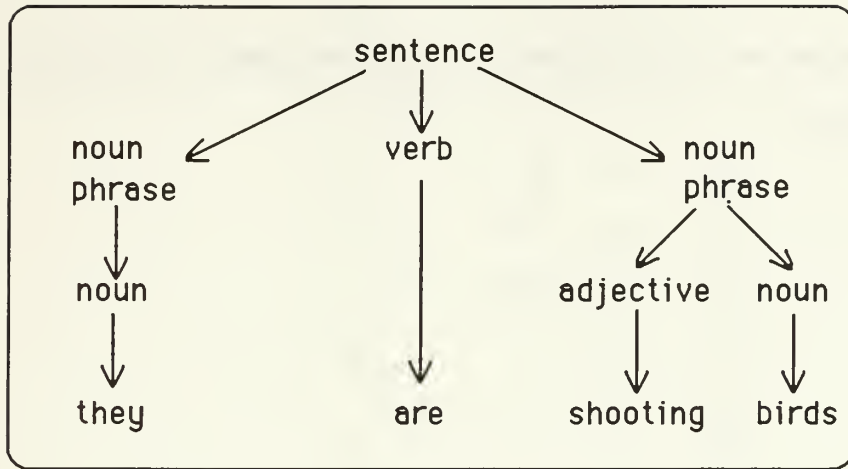 sentence
noun phrase
verb
noun phrase
noun
adjective
noun
they
are
shooting
birds